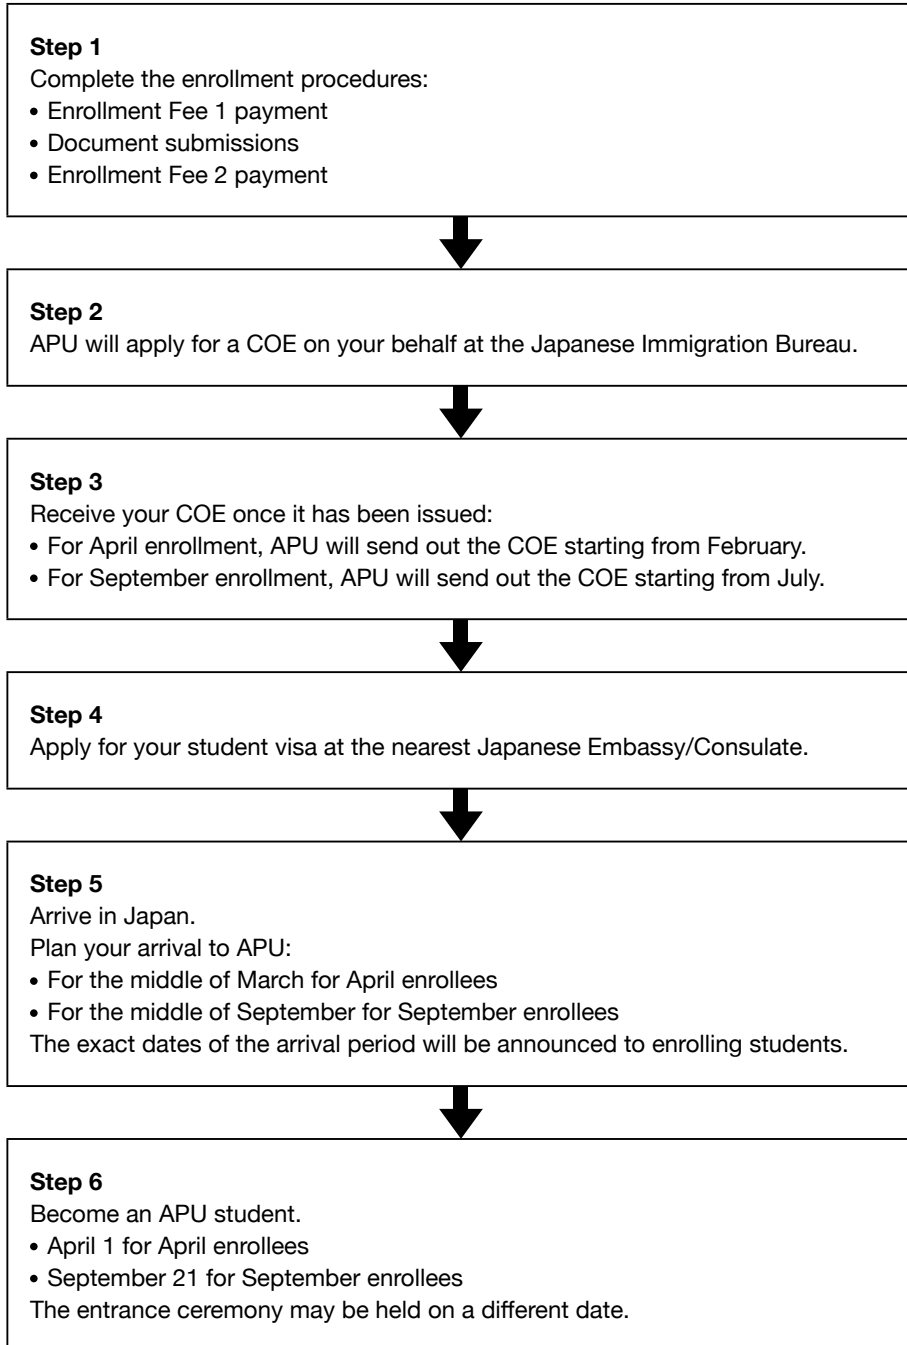 Step 1
Complete the enrollment procedures:
• Enrollment Fee 1 payment
• Document submissions
• Enrollment Fee 2 payment
Step 2
APU will apply for a COE on your behalf at the Japanese Immigration Bureau.
Step 3
Receive your COE once it has been issued:
• For April enrollment, APU will send out the COE starting from February.
• For September enrollment, APU will send out the COE starting from July.
Step 4
Apply for your student visa at the nearest Japanese Embassy/Consulate.
Step 5
Arrive in Japan.
Plan your arrival to APU:
• For the middle of March for April enrollees
• For the middle of September for September enrollees
The exact dates of the arrival period will be announced to enrolling students.
Step 6
Become an APU student.
• April 1 for April enrollees
• September 21 for September enrollees
The entrance ceremony may be held on a different date.